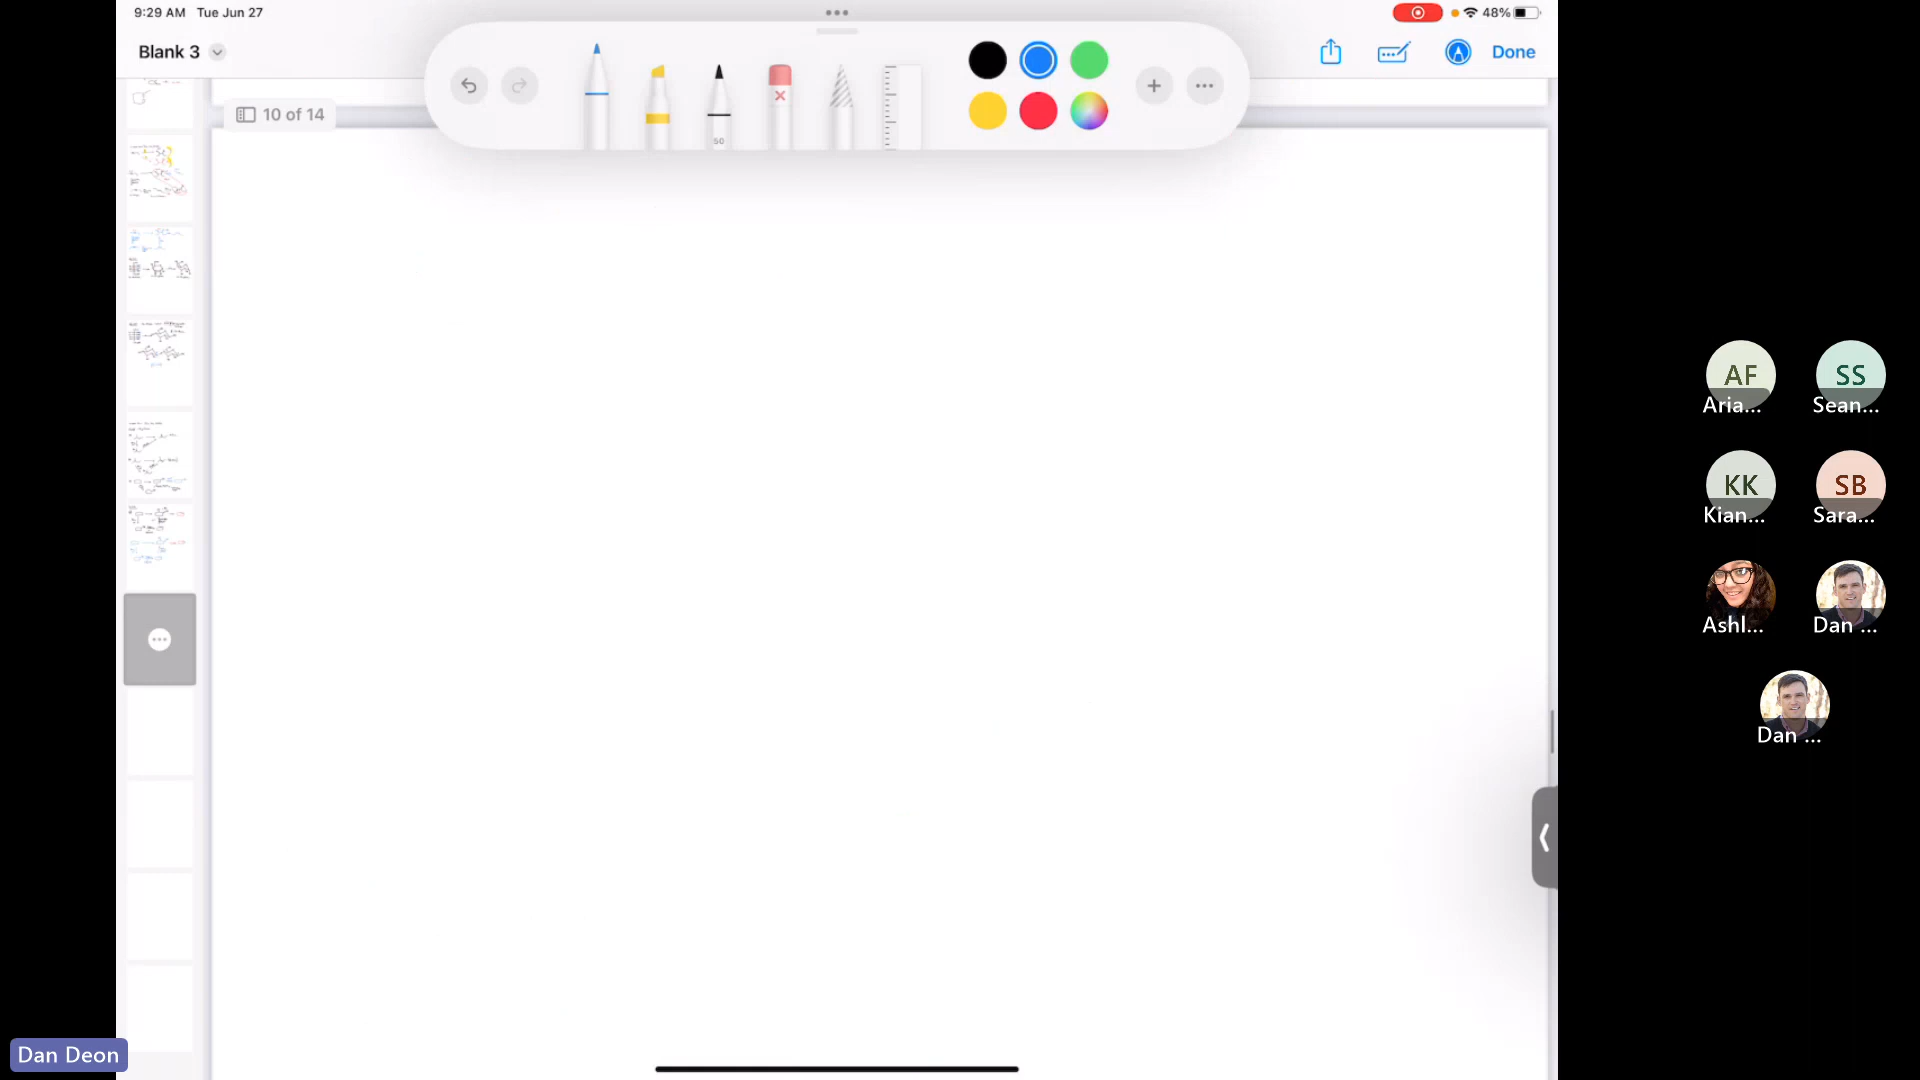 9:29 AM Tue Jun 27
48%
Blank 3
Done
50
10 of 14
AF
Aria...
SS
Sean...
KK
Kian...
SB
Sara...
Ashl...
Dan ...
Dan ...
Dan Deon